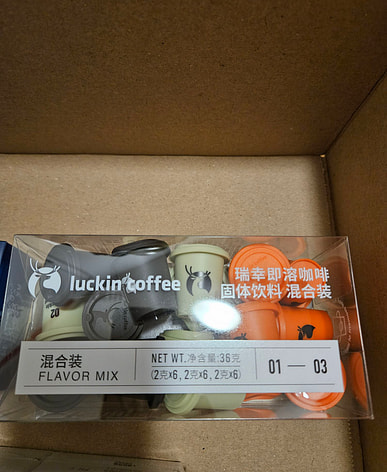 luckin coffee
瑞幸即溶咖啡
固体饮料 混合装
混合装
FLAVOR MIX
NET WT. 净含量:36克
(2克x6, 2克x6, 2克x6)
01 — 03
02